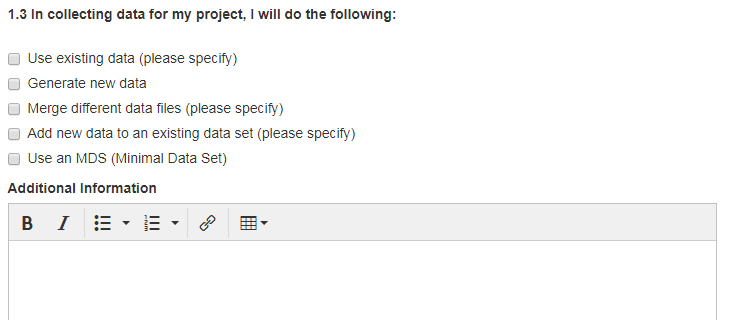 1.3 In collecting data for my project, I will do the following:
Use existing data (please specify)
Generate new data
Merge different data files (please specify)
Add new data to an existing data set (please specify)
Use an MDS (Minimal Data Set)
Additional Information
B I